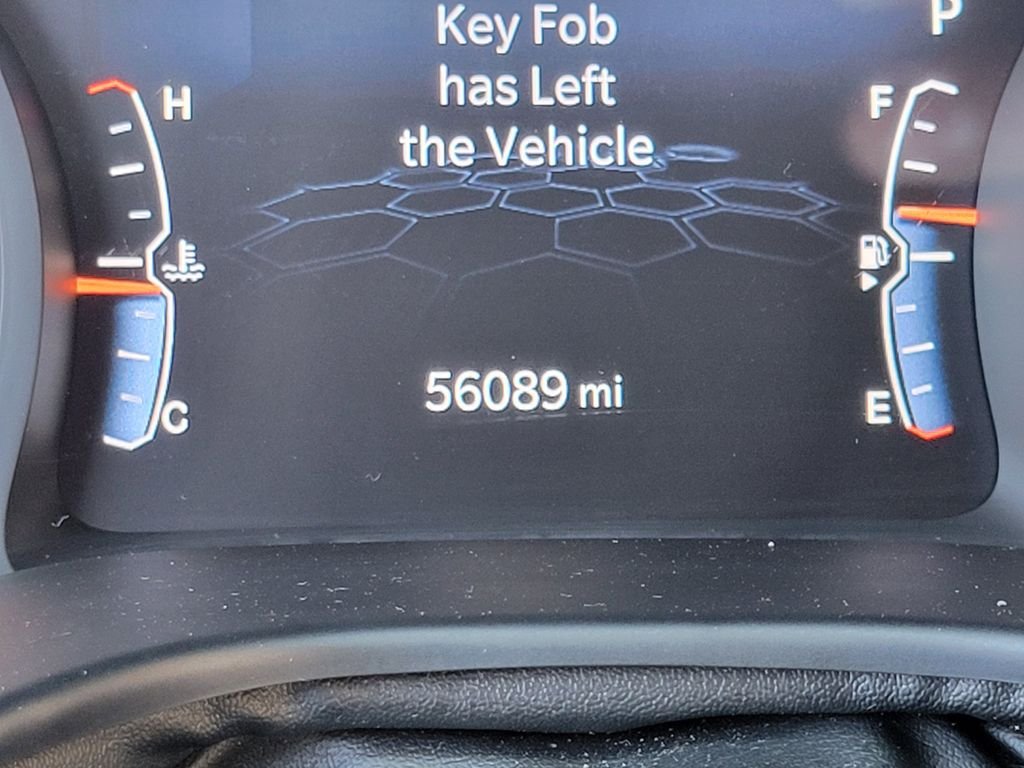 P
Key Fob
has Left
the Vehicle
H
F
56089 mi
C
E